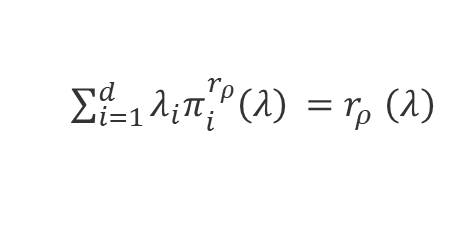 ∑_{i=1}^{d} λ_i π_i^{r_ρ}(λ) = r_ρ (λ)